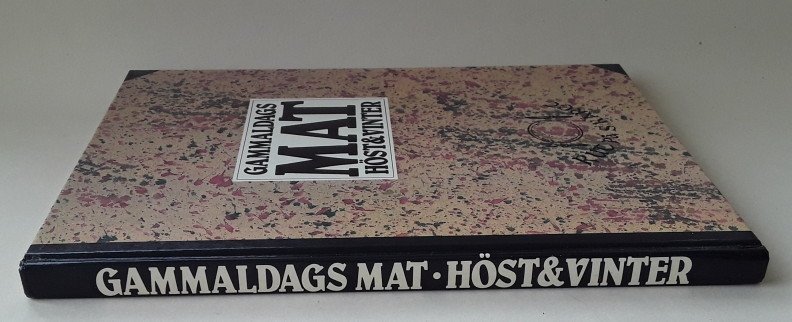 GAMMALDAGS
MAT
HÖST&VINTER
GAMMALDAGS MAT · HÖST&VINTER